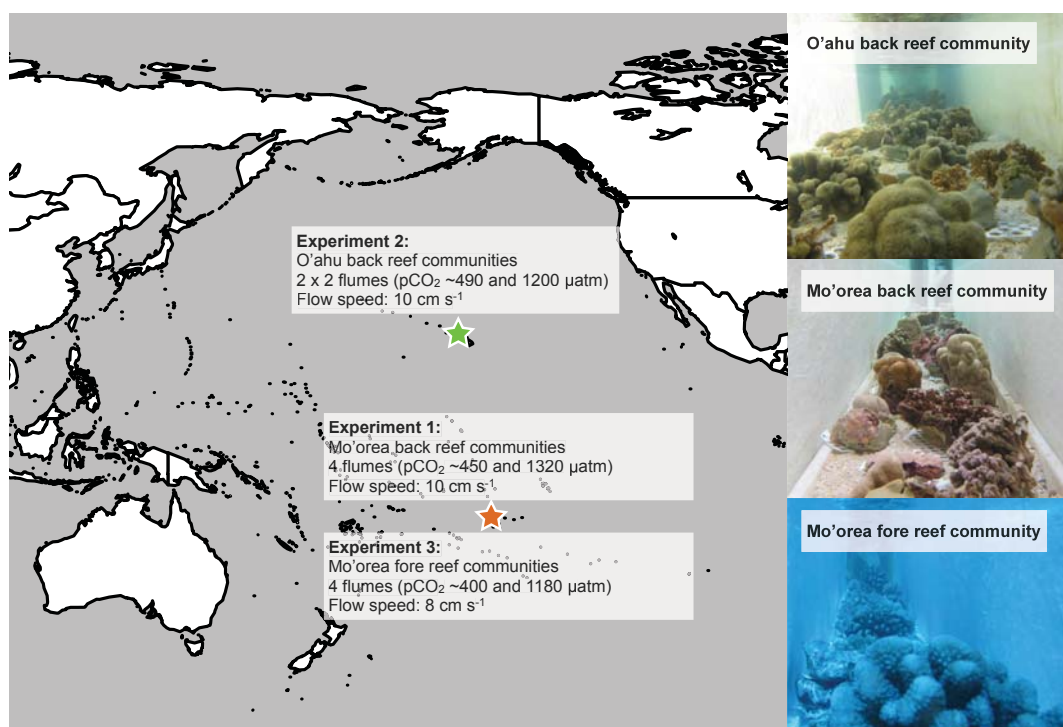 Experiment 2:
O'ahu back reef communities
2 x 2 flumes (pCO₂ ~490 and 1200 µatm)
Flow speed: 10 cm s⁻¹
Experiment 1:
Mo'orea back reef communities
4 flumes (pCO₂ ~450 and 1320 µatm)
Flow speed: 10 cm s⁻¹
Experiment 3:
Mo'orea fore reef communities
4 flumes (pCO₂ ~400 and 1180 µatm)
Flow speed: 8 cm s⁻¹
O'ahu back reef community
Mo'orea back reef community
Mo'orea fore reef community